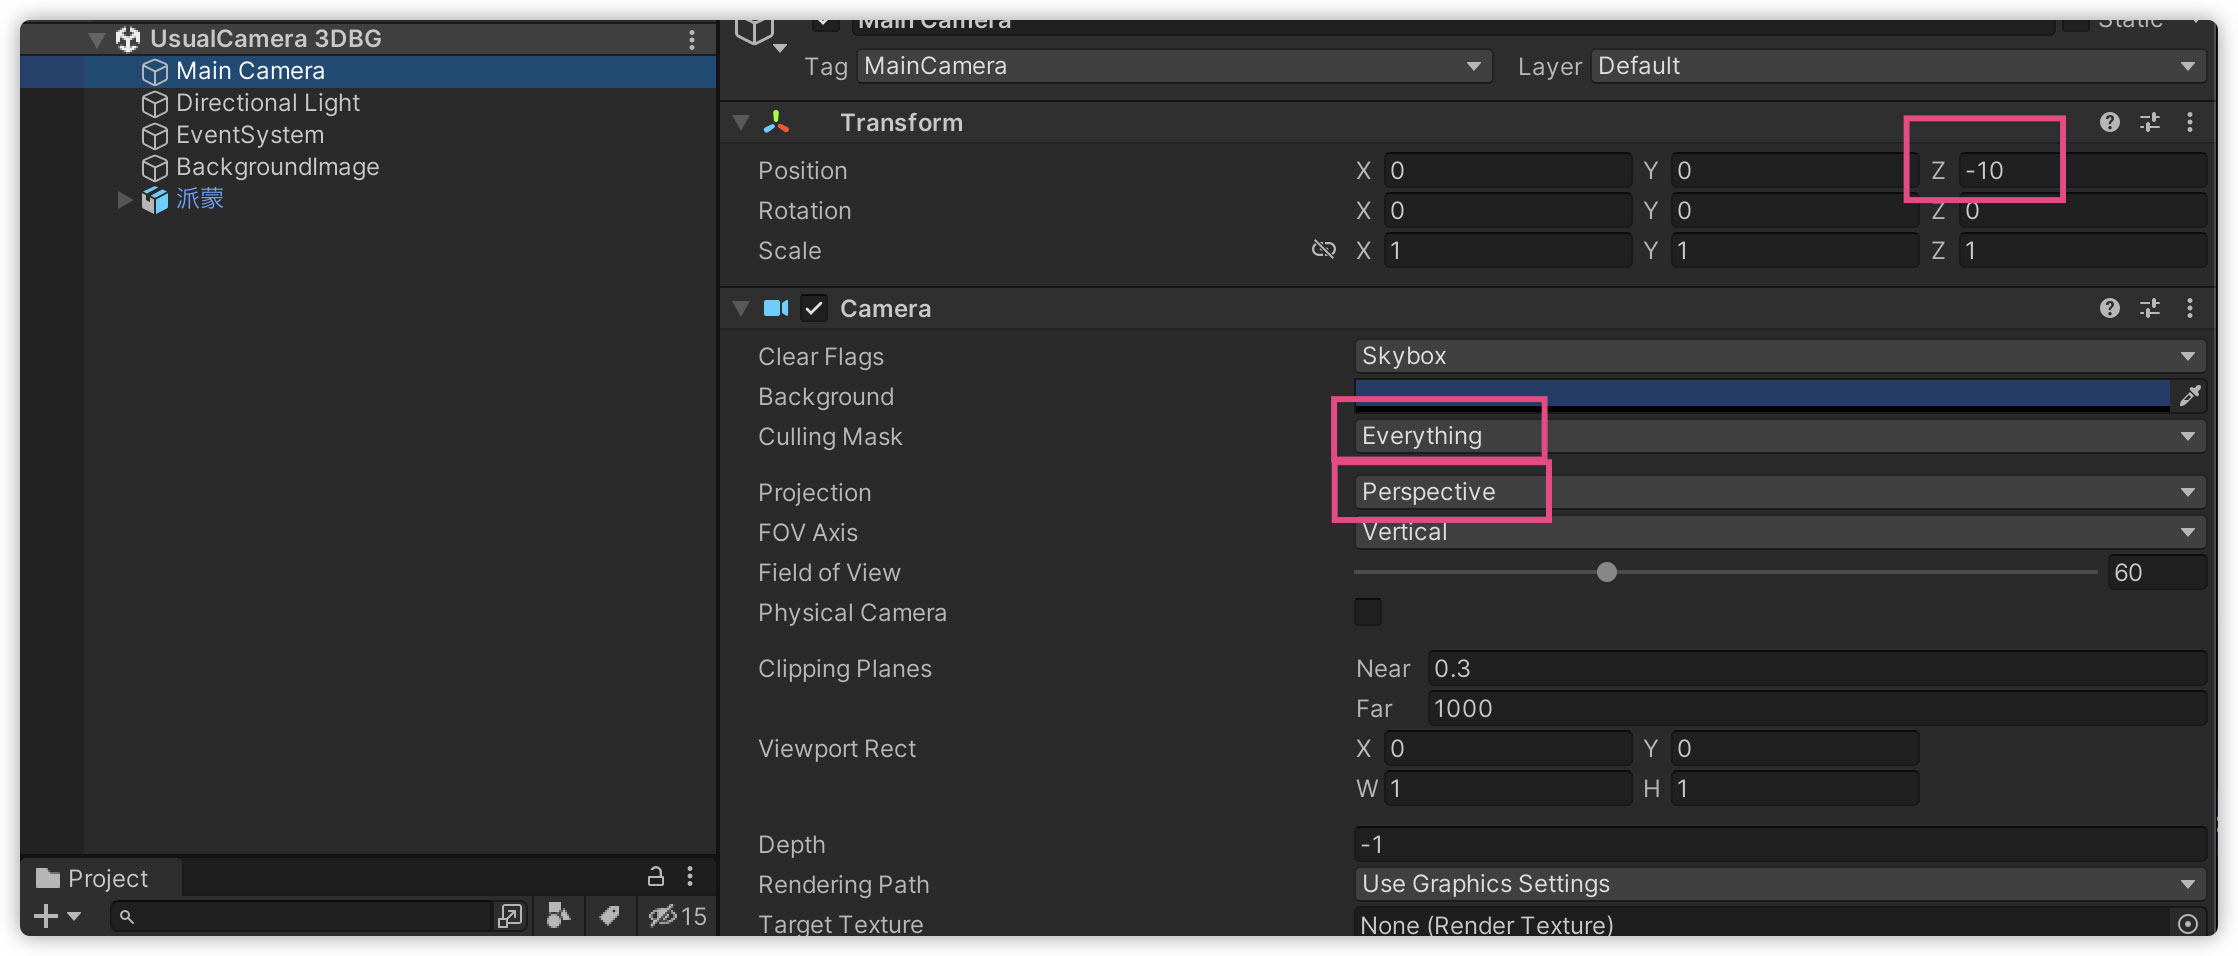 UsualCamera 3DBG
Main Camera
Directional Light
EventSystem
BackgroundImage
派蒙
Project
15
Main Camera
Static
Tag MainCamera Layer Default
Transform
Position X 0 Y 0 Z -10
Rotation X 0 Y 0 Z 0
Scale X 1 Y 1 Z 1
Camera
Clear Flags Skybox
Background
Culling Mask Everything
Projection Perspective
FOV Axis Vertical
Field of View 60
Physical Camera
Clipping Planes Near 0.3
Far 1000
Viewport Rect X 0 Y 0
W 1 H 1
Depth -1
Rendering Path Use Graphics Settings
Target Texture None (Render Texture)